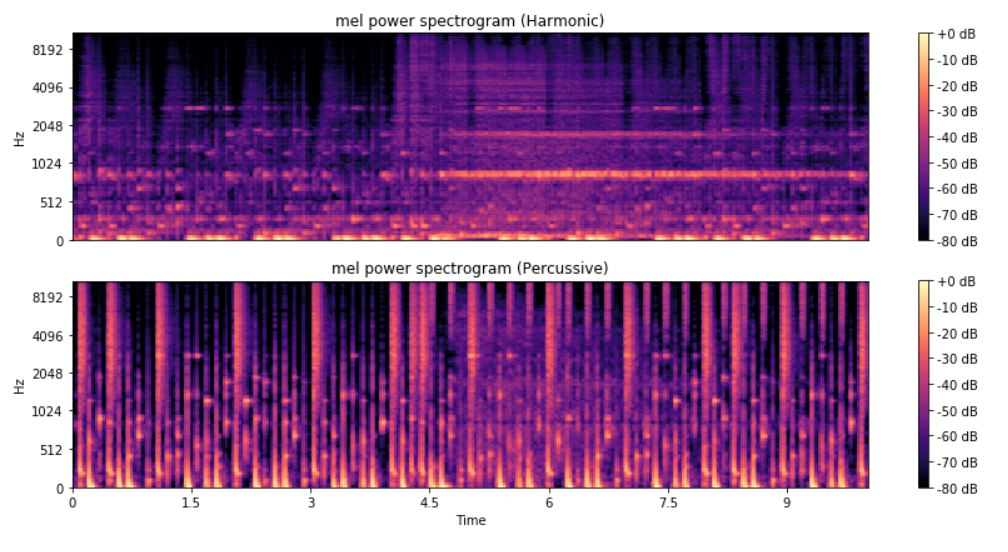 mel power spectrogram (Harmonic)
8192
4096
2048
1024
512
0
Hz
+0 dB
-10 dB
-20 dB
-30 dB
-40 dB
-50 dB
-60 dB
-70 dB
-80 dB
mel power spectrogram (Percussive)
8192
4096
2048
1024
512
0
Hz
0
1.5
3
4.5
6
7.5
9
Time
+0 dB
-10 dB
-20 dB
-30 dB
-40 dB
-50 dB
-60 dB
-70 dB
-80 dB